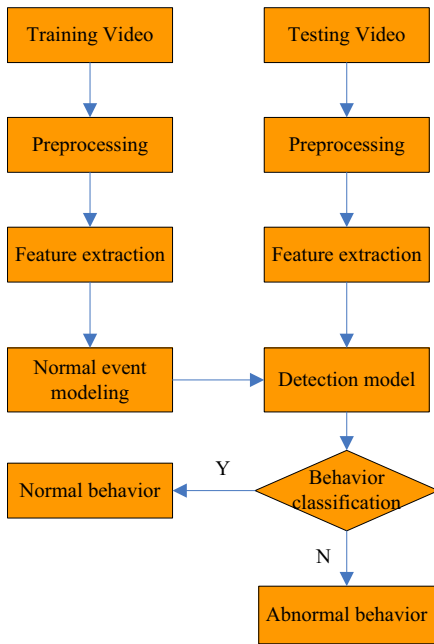 Training Video
Testing Video
Preprocessing
Preprocessing
Feature extraction
Feature extraction
Normal event
modeling
Detection model
Y
Behavior
classification
Normal behavior
N
Abnormal behavior